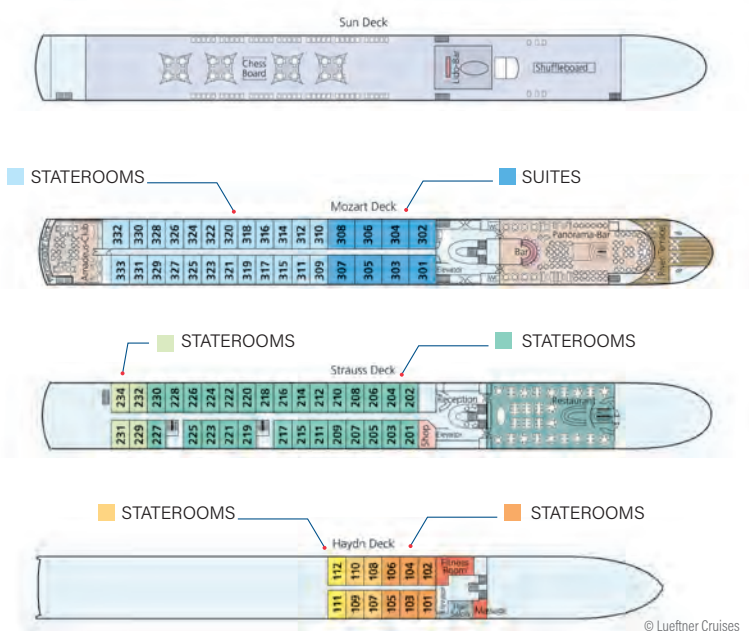 Sun Deck
Chess
Board
Lido-Bar
Shuffleboard
STATEROOMS
SUITES
Mozart Deck
332 330 328 326 324 322 320 318 316 314 312 310 308 306 304 302
Amadeus-Club
Panorama-Bar
Bar
333 331 329 327 325 323 321 319 317 315 311 309 307 305 303 301
STATEROOMS
STATEROOMS
Strauss Deck
234 232 230 228 226 224 222 220 218 216 214 212 210 208 206 204 202
Reception
Restaurant
231 229 227 225 223 221 219 217 215 211 209 207 205 203 201
Shop
STATEROOMS
STATEROOMS
Haydn Deck
112 110 108 106 104 102
Fitness
Room
111 109 107 105 103 101
Massage
© Lueftner Cruises